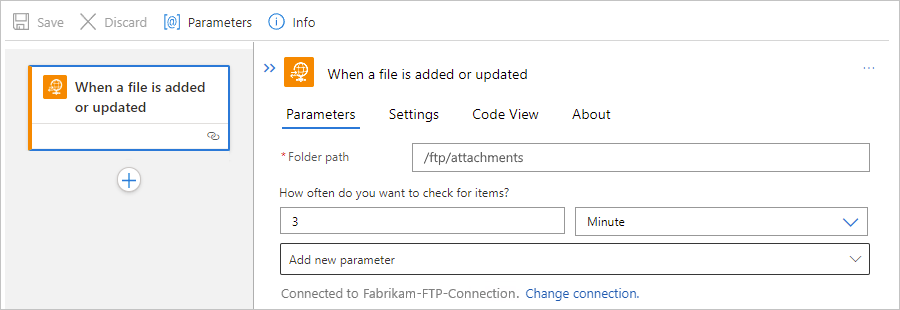 Save Discard [@] Parameters Info
When a file is added
or updated
When a file is added or updated
Parameters Settings Code View About
* Folder path /ftp/attachments
How often do you want to check for items?
3 Minute
Add new parameter
Connected to Fabrikam-FTP-Connection. Change connection.